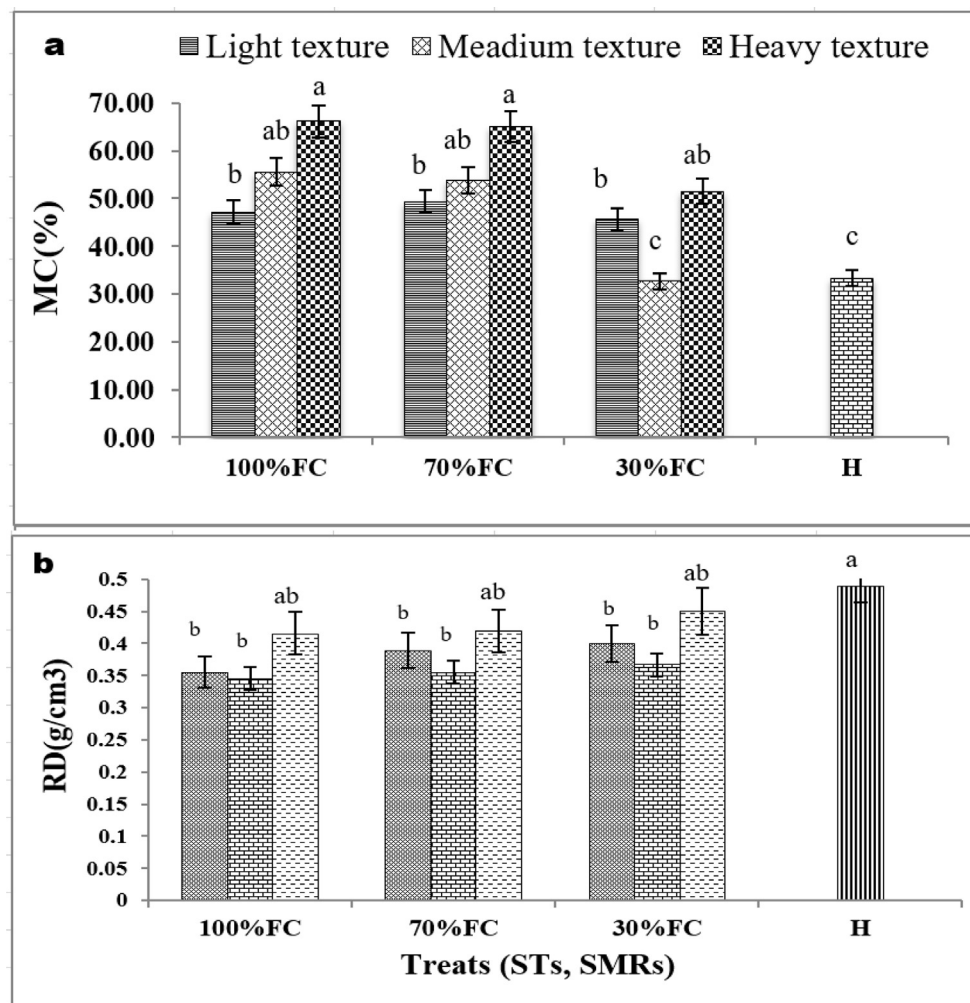 a
Light texture Meadium texture Heavy texture
MC(%)
70.00
60.00
50.00
40.00
30.00
20.00
10.00
0.00
b ab a
b ab a
b c ab
c
100%FC 70%FC 30%FC H
b
RD(g/cm3)
0.5
0.45
0.4
0.35
0.3
0.25
0.2
0.15
0.1
0.05
0
b b ab
b b ab
b b ab
a
100%FC 70%FC 30%FC H
Treats (STs, SMRs)